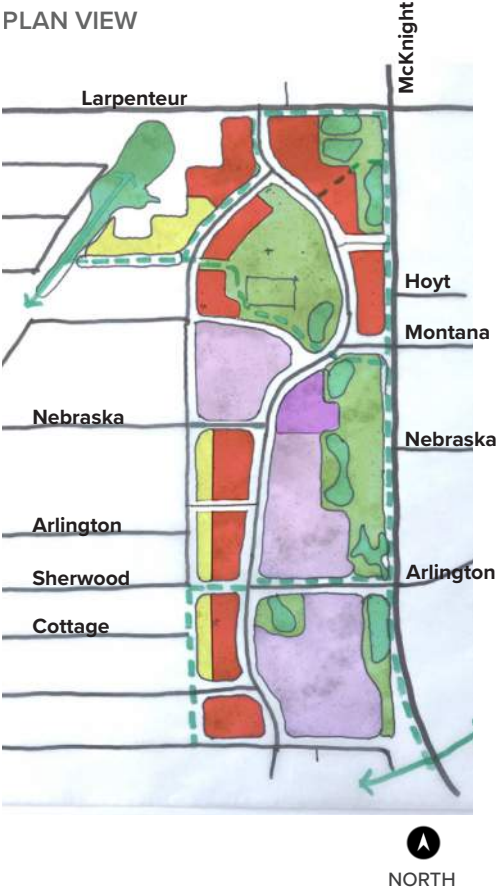 PLAN VIEW
McKnight
Larpenteur
Hoyt
Montana
Nebraska
Nebraska
Arlington
Sherwood
Arlington
Cottage
NORTH